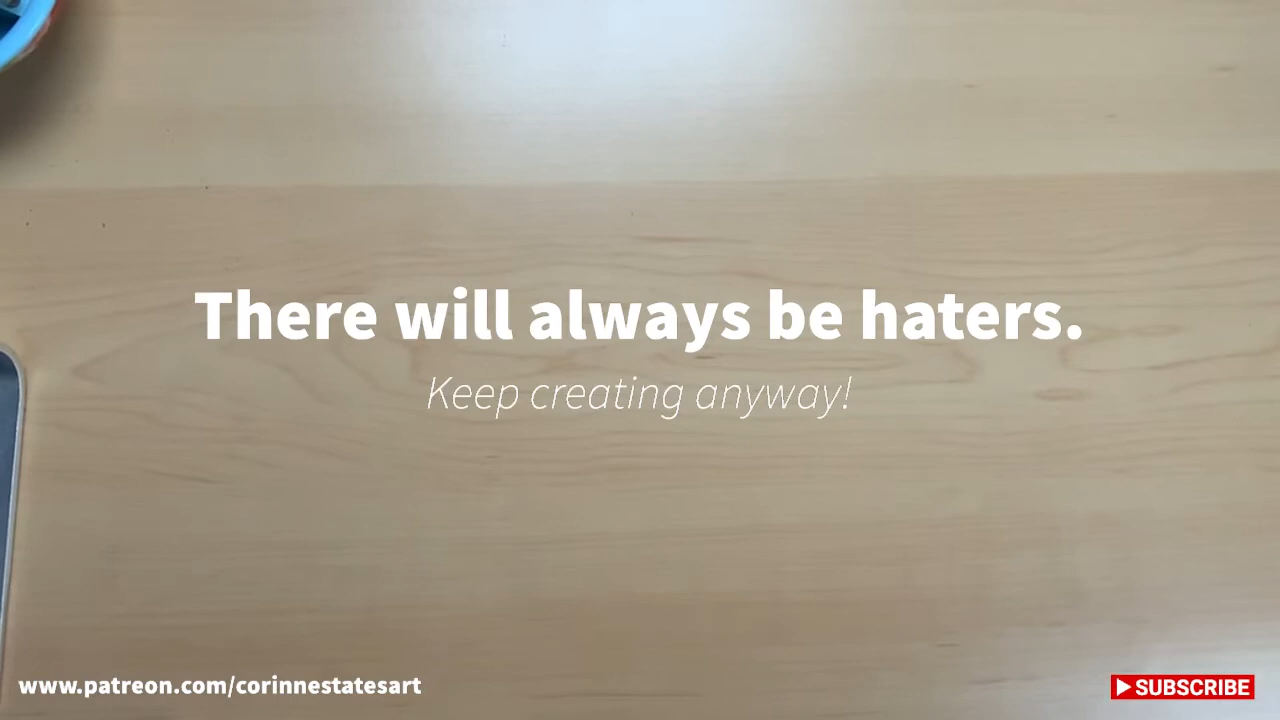 There will always be haters.
Keep creating anyway!
www.patreon.com/corinnestatesart
SUBSCRIBE